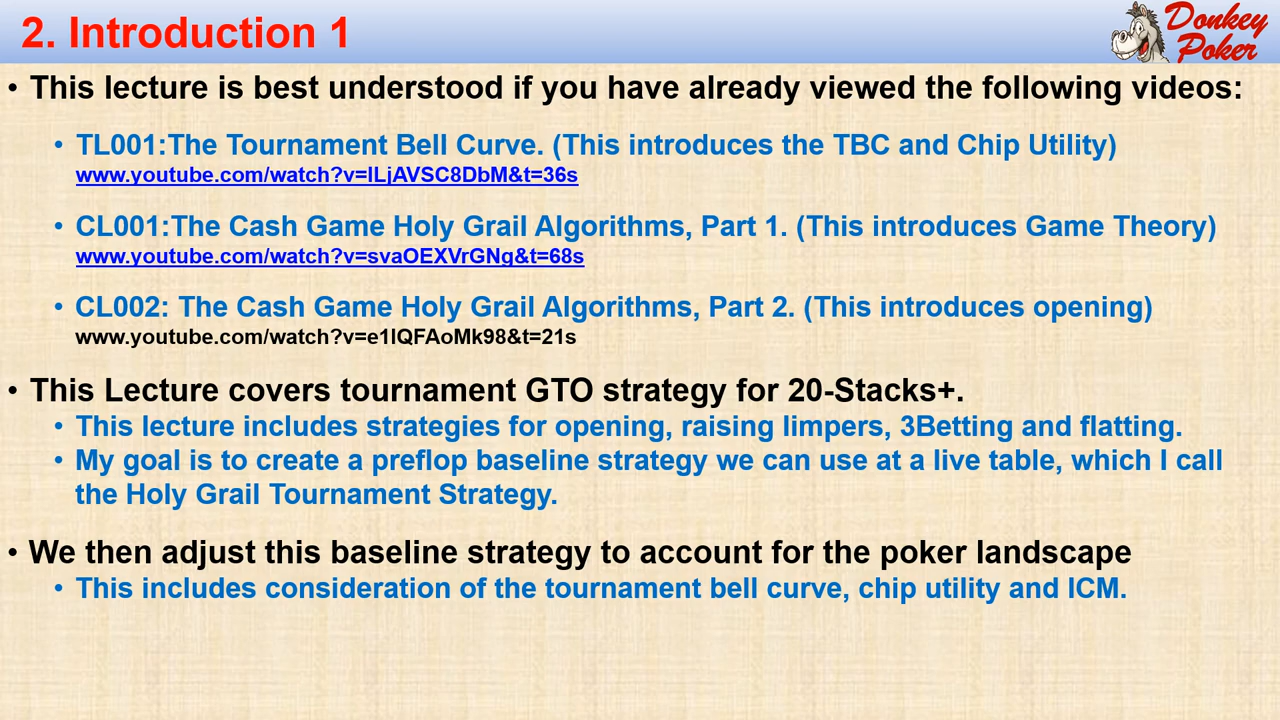 2. Introduction 1
Donkey
Poker
• This lecture is best understood if you have already viewed the following videos:
• TL001:The Tournament Bell Curve. (This introduces the TBC and Chip Utility)
www.youtube.com/watch?v=lLjAVSC8DbM&t=36s
• CL001:The Cash Game Holy Grail Algorithms, Part 1. (This introduces Game Theory)
www.youtube.com/watch?v=svaOEXVrGNg&t=68s
• CL002: The Cash Game Holy Grail Algorithms, Part 2. (This introduces opening)
www.youtube.com/watch?v=e1lQFAoMk98&t=21s
• This Lecture covers tournament GTO strategy for 20-Stacks+.
• This lecture includes strategies for opening, raising limpers, 3Betting and flatting.
• My goal is to create a preflop baseline strategy we can use at a live table, which I call
the Holy Grail Tournament Strategy.
• We then adjust this baseline strategy to account for the poker landscape
• This includes consideration of the tournament bell curve, chip utility and ICM.